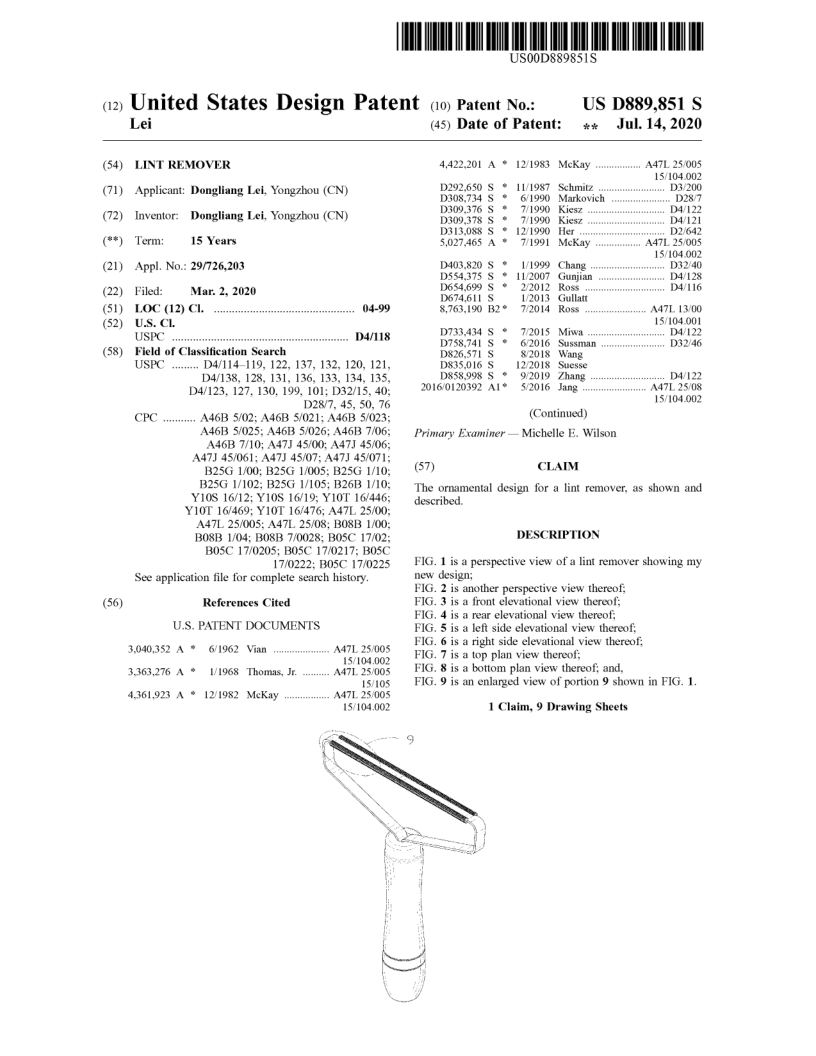 US00D889851S
(12) United States Design Patent
Lei
(10) Patent No.: US D889,851 S
(45) Date of Patent: ** Jul. 14, 2020
(54) LINT REMOVER
(71) Applicant: Dongliang Lei, Yongzhou (CN)
(72) Inventor: Dongliang Lei, Yongzhou (CN)
(**) Term: 15 Years
(21) Appl. No.: 29/726,203
(22) Filed: Mar. 2, 2020
(51) LOC (12) Cl. ................................................ 04-99
(52) U.S. Cl.
USPC .......................................................... D4/118
(58) Field of Classification Search
USPC ......... D4/114–119, 122, 137, 132, 120, 121,
D4/138, 128, 131, 136, 133, 134, 135,
D4/123, 127, 130, 199, 101; D32/15, 40;
D28/7, 45, 50, 76
CPC ........... A46B 5/02; A46B 5/021; A46B 5/023;
A46B 5/025; A46B 5/026; A46B 7/06;
A46B 7/10; A47J 45/00; A47J 45/06;
A47J 45/061; A47J 45/07; A47J 45/071;
B25G 1/00; B25G 1/005; B25G 1/10;
B25G 1/102; B25G 1/105; B26B 1/10;
Y10S 16/12; Y10S 16/19; Y10T 16/446;
Y10T 16/469; Y10T 16/476; A47L 25/00;
A47L 25/005; A47L 25/08; B08B 1/00;
B08B 1/04; B08B 7/0028; B05C 17/02;
B05C 17/0205; B05C 17/0217; B05C
17/0222; B05C 17/0225
See application file for complete search history.
(56) References Cited
U.S. PATENT DOCUMENTS
3,040,352 A * 6/1962 Vian .................... A47L 25/005
15/104.002
3,363,276 A * 1/1968 Thomas, Jr. .......... A47L 25/005
15/105
4,361,923 A * 12/1982 McKay ................. A47L 25/005
15/104.002
4,422,201 A * 12/1983 McKay ................. A47L 25/005
15/104.002
D292,650 S * 11/1987 Schmitz ......................... D3/200
D308,734 S * 6/1990 Markovich ...................... D28/7
D309,376 S * 7/1990 Kiesz ............................. D4/122
D309,378 S * 7/1990 Kiesz ............................. D4/121
D313,088 S * 12/1990 Her ................................ D2/642
5,027,465 A * 7/1991 McKay ................. A47L 25/005
15/104.002
D403,820 S * 1/1999 Chang ............................ D32/40
D554,375 S * 11/2007 Gunjian ......................... D4/128
D654,699 S * 2/2012 Ross .............................. D4/116
D674,611 S 1/2013 Gullatt
8,763,190 B2 * 7/2014 Ross ....................... A47L 13/00
15/104.001
D733,434 S * 7/2015 Miwa ............................. D4/122
D758,741 S * 6/2016 Sussman ........................ D32/46
D826,571 S 8/2018 Wang
D835,016 S 12/2018 Suesse
D858,998 S * 9/2019 Zhang ............................ D4/122
2016/0120392 A1 * 5/2016 Jang ........................ A47L 25/08
15/104.002
(Continued)
Primary Examiner — Michelle E. Wilson
(57) CLAIM
The ornamental design for a lint remover, as shown and
described.
DESCRIPTION
FIG. 1 is a perspective view of a lint remover showing my
new design;
FIG. 2 is another perspective view thereof;
FIG. 3 is a front elevational view thereof;
FIG. 4 is a rear elevational view thereof;
FIG. 5 is a left side elevational view thereof;
FIG. 6 is a right side elevational view thereof;
FIG. 7 is a top plan view thereof;
FIG. 8 is a bottom plan view thereof; and,
FIG. 9 is an enlarged view of portion 9 shown in FIG. 1.
1 Claim, 9 Drawing Sheets
9